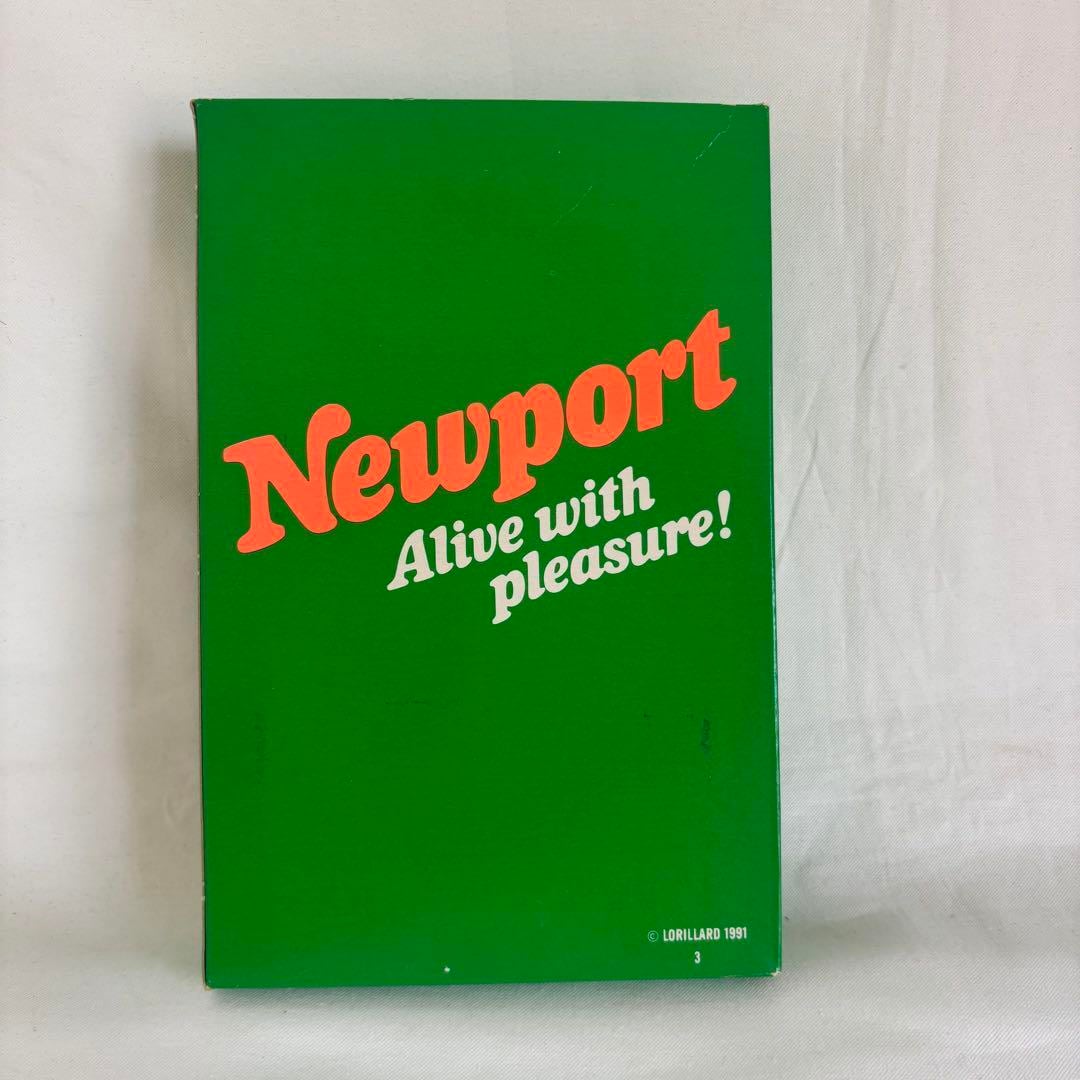 Newport
Alive with
pleasure!
© LORILLARD 1991
3